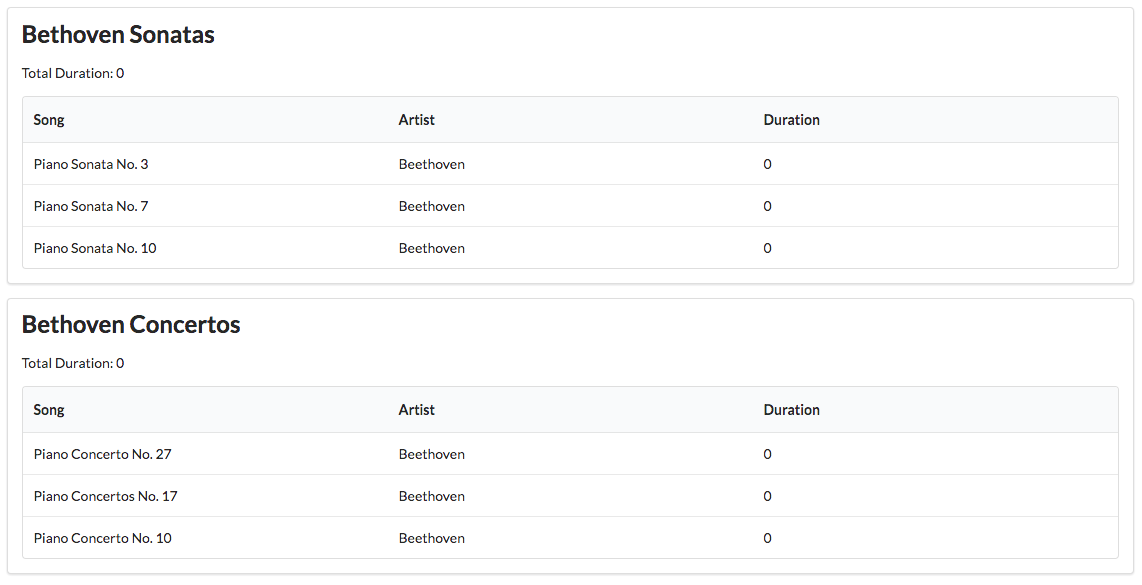 Bethoven Sonatas
Total Duration: 0
Song Artist Duration
Piano Sonata No. 3 Beethoven 0
Piano Sonata No. 7 Beethoven 0
Piano Sonata No. 10 Beethoven 0
Bethoven Concertos
Total Duration: 0
Song Artist Duration
Piano Concerto No. 27 Beethoven 0
Piano Concertos No. 17 Beethoven 0
Piano Concerto No. 10 Beethoven 0